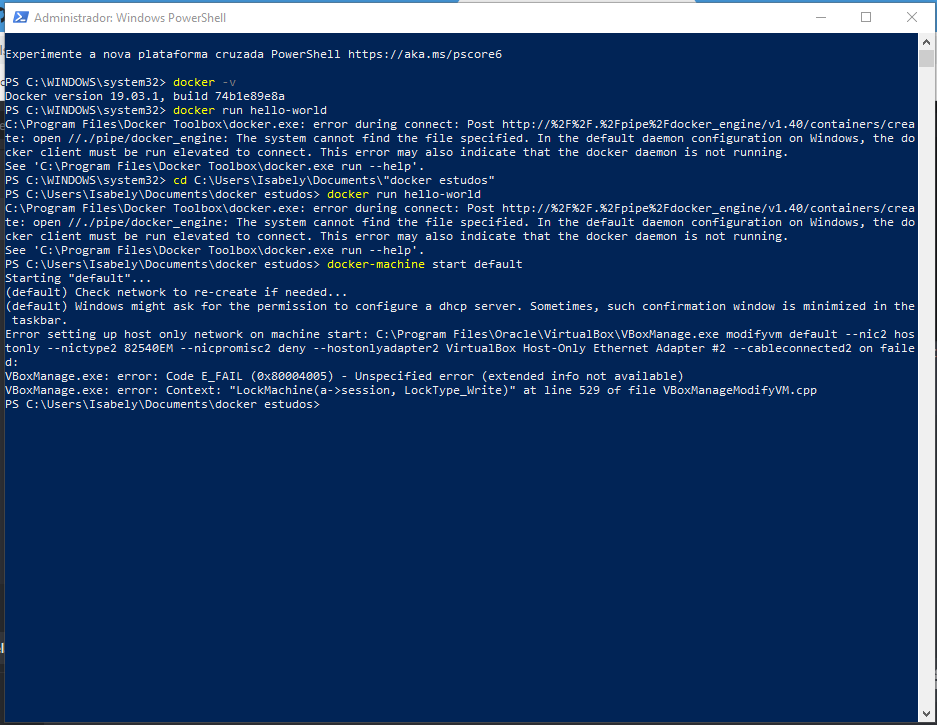 Administrador: Windows PowerShell
Experimente a nova plataforma cruzada PowerShell https://aka.ms/pscore6
PS C:\WINDOWS\system32> docker -v
Docker version 19.03.1, build 74b1e89e8a
PS C:\WINDOWS\system32> docker run hello-world
C:\Program Files\Docker Toolbox\docker.exe: error during connect: Post http://%2F%2F.%2Fpipe%2Fdocker_engine/v1.40/containers/crea
te: open //./pipe/docker_engine: The system cannot find the file specified. In the default daemon configuration on Windows, the do
cker client must be run elevated to connect. This error may also indicate that the docker daemon is not running.
See 'C:\Program Files\Docker Toolbox\docker.exe run --help'.
PS C:\WINDOWS\system32> cd C:\Users\Isabely\Documents\"docker estudos"
PS C:\Users\Isabely\Documents\docker estudos> docker run hello-world
C:\Program Files\Docker Toolbox\docker.exe: error during connect: Post http://%2F%2F.%2Fpipe%2Fdocker_engine/v1.40/containers/crea
te: open //./pipe/docker_engine: The system cannot find the file specified. In the default daemon configuration on Windows, the do
cker client must be run elevated to connect. This error may also indicate that the docker daemon is not running.
See 'C:\Program Files\Docker Toolbox\docker.exe run --help'.
PS C:\Users\Isabely\Documents\docker estudos> docker-machine start default
Starting "default"...
(default) Check network to re-create if needed...
(default) Windows might ask for the permission to configure a dhcp server. Sometimes, such confirmation window is minimized in the
 taskbar.
Error setting up host only network on machine start: C:\Program Files\Oracle\VirtualBox\VBoxManage.exe modifyvm default --nic2 hos
tonly --nictype2 82540EM --nicpromisc2 deny --hostonlyadapter2 VirtualBox Host-Only Ethernet Adapter #2 --cableconnected2 on faile
d:
VBoxManage.exe: error: Code E_FAIL (0x80004005) - Unspecified error (extended info not available)
VBoxManage.exe: error: Context: "LockMachine(a->session, LockType_Write)" at line 529 of file VBoxManageModifyVM.cpp
PS C:\Users\Isabely\Documents\docker estudos>